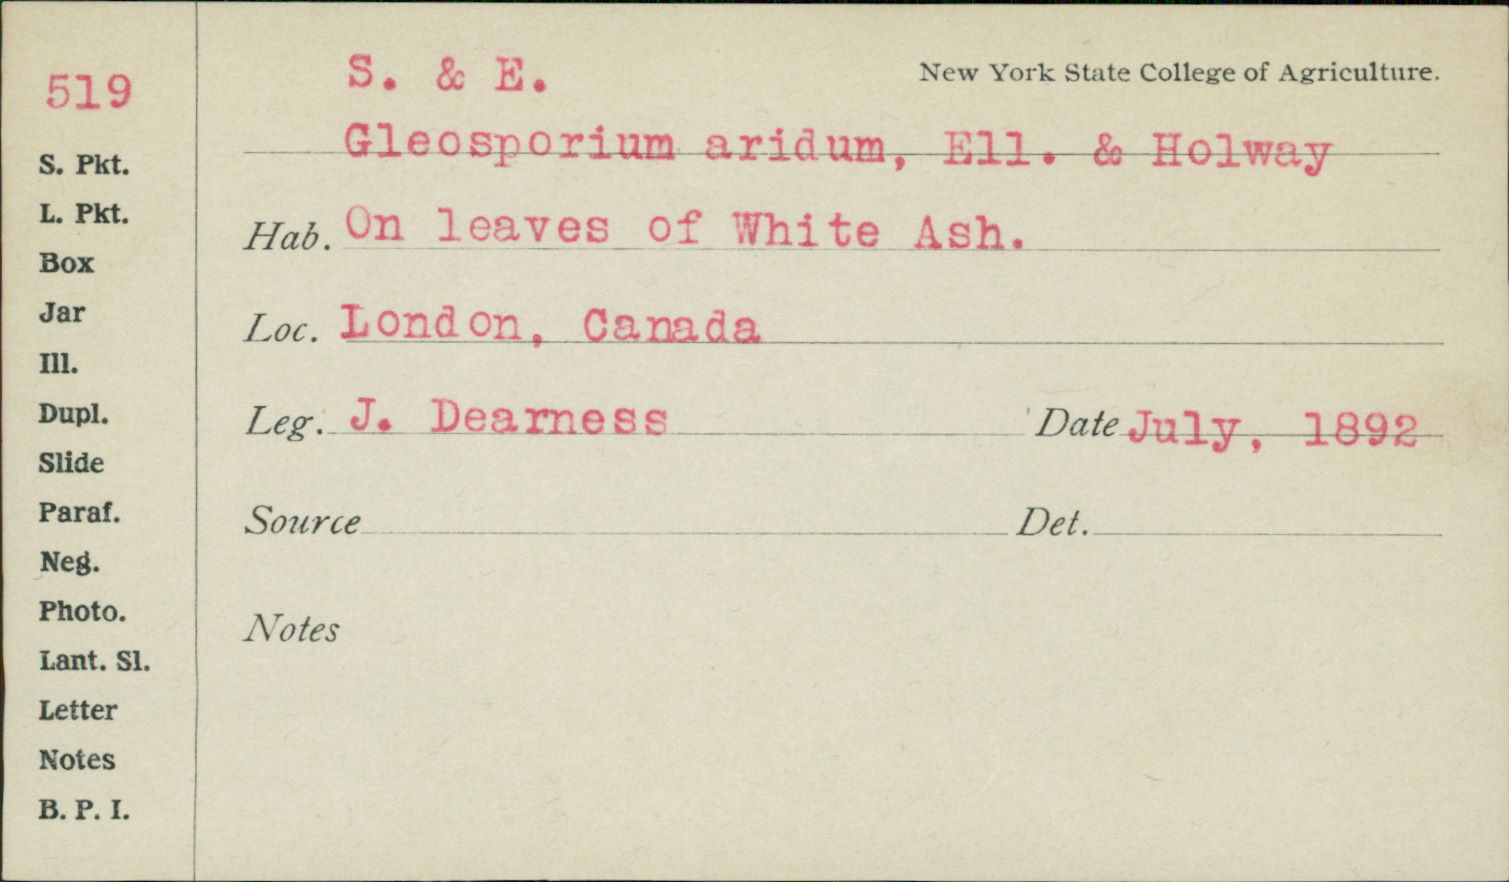 519
S. Pkt.
L. Pkt.
Box
Jar
Ill.
Dupl.
Slide
Paraf.
Neg.
Photo.
Lant. Sl.
Letter
Notes
B. P. I.
S. & E.
New York State College of Agriculture.
Gleosporium aridum, Ell. & Holway
Hab. On leaves of White Ash.
Loc. London, Canada
Leg. J. Dearness Date July, 1892
Source Det.
Notes